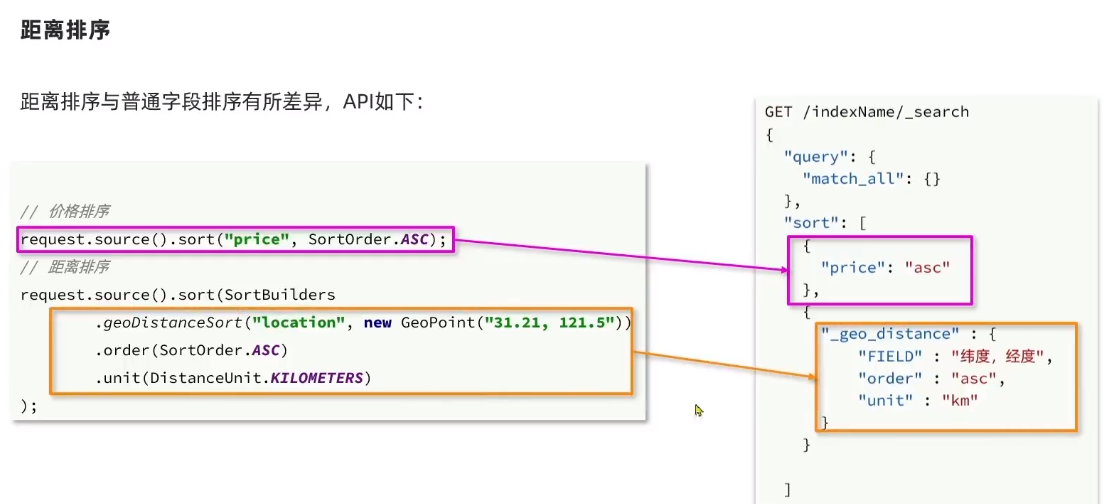 距离排序
距离排序与普通字段排序有所差异，API如下：
// 价格排序
request.source().sort("price", SortOrder.ASC);
// 距离排序
request.source().sort(SortBuilders
.geoDistanceSort("location", new GeoPoint("31.21, 121.5"))
.order(SortOrder.ASC)
.unit(DistanceUnit.KILOMETERS)
);
GET /indexName/_search
{
"query": {
"match_all": {}
},
"sort": [
{
"price": "asc"
},
{
"_geo_distance" : {
"FIELD" : "纬度，经度",
"order" : "asc",
"unit" : "km"
}
}
]